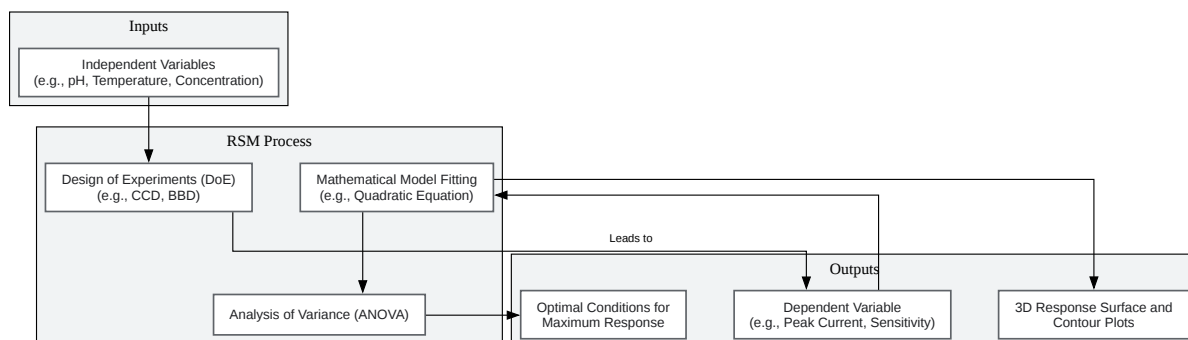 Inputs
Independent Variables
(e.g., pH, Temperature, Concentration)
RSM Process
Design of Experiments (DoE)
(e.g., CCD, BBD)
Mathematical Model Fitting
(e.g., Quadratic Equation)
Leads to
Outputs
Analysis of Variance (ANOVA)
Optimal Conditions for
Maximum Response
Dependent Variable
(e.g., Peak Current, Sensitivity)
3D Response Surface and
Contour Plots